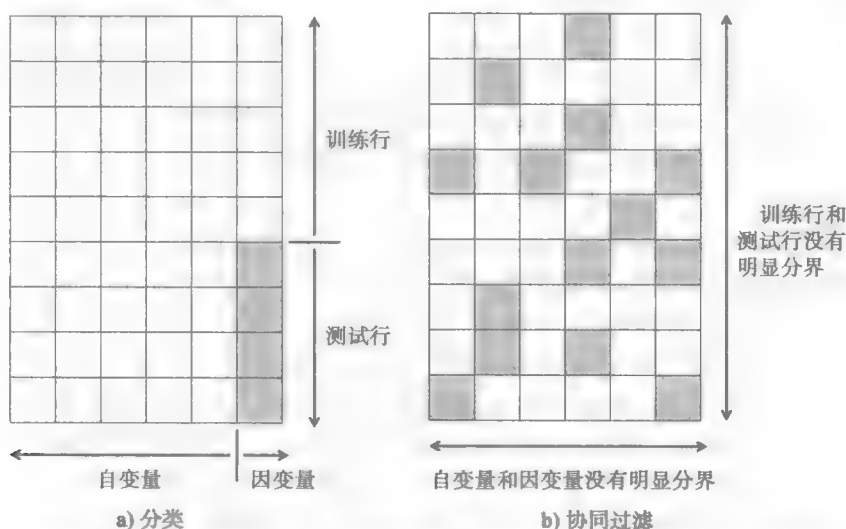 训练行
测试行
自变量
因变量
a) 分类
训练行和
测试行没有
明显分界
自变量和因变量没有明显分界
b) 协同过滤